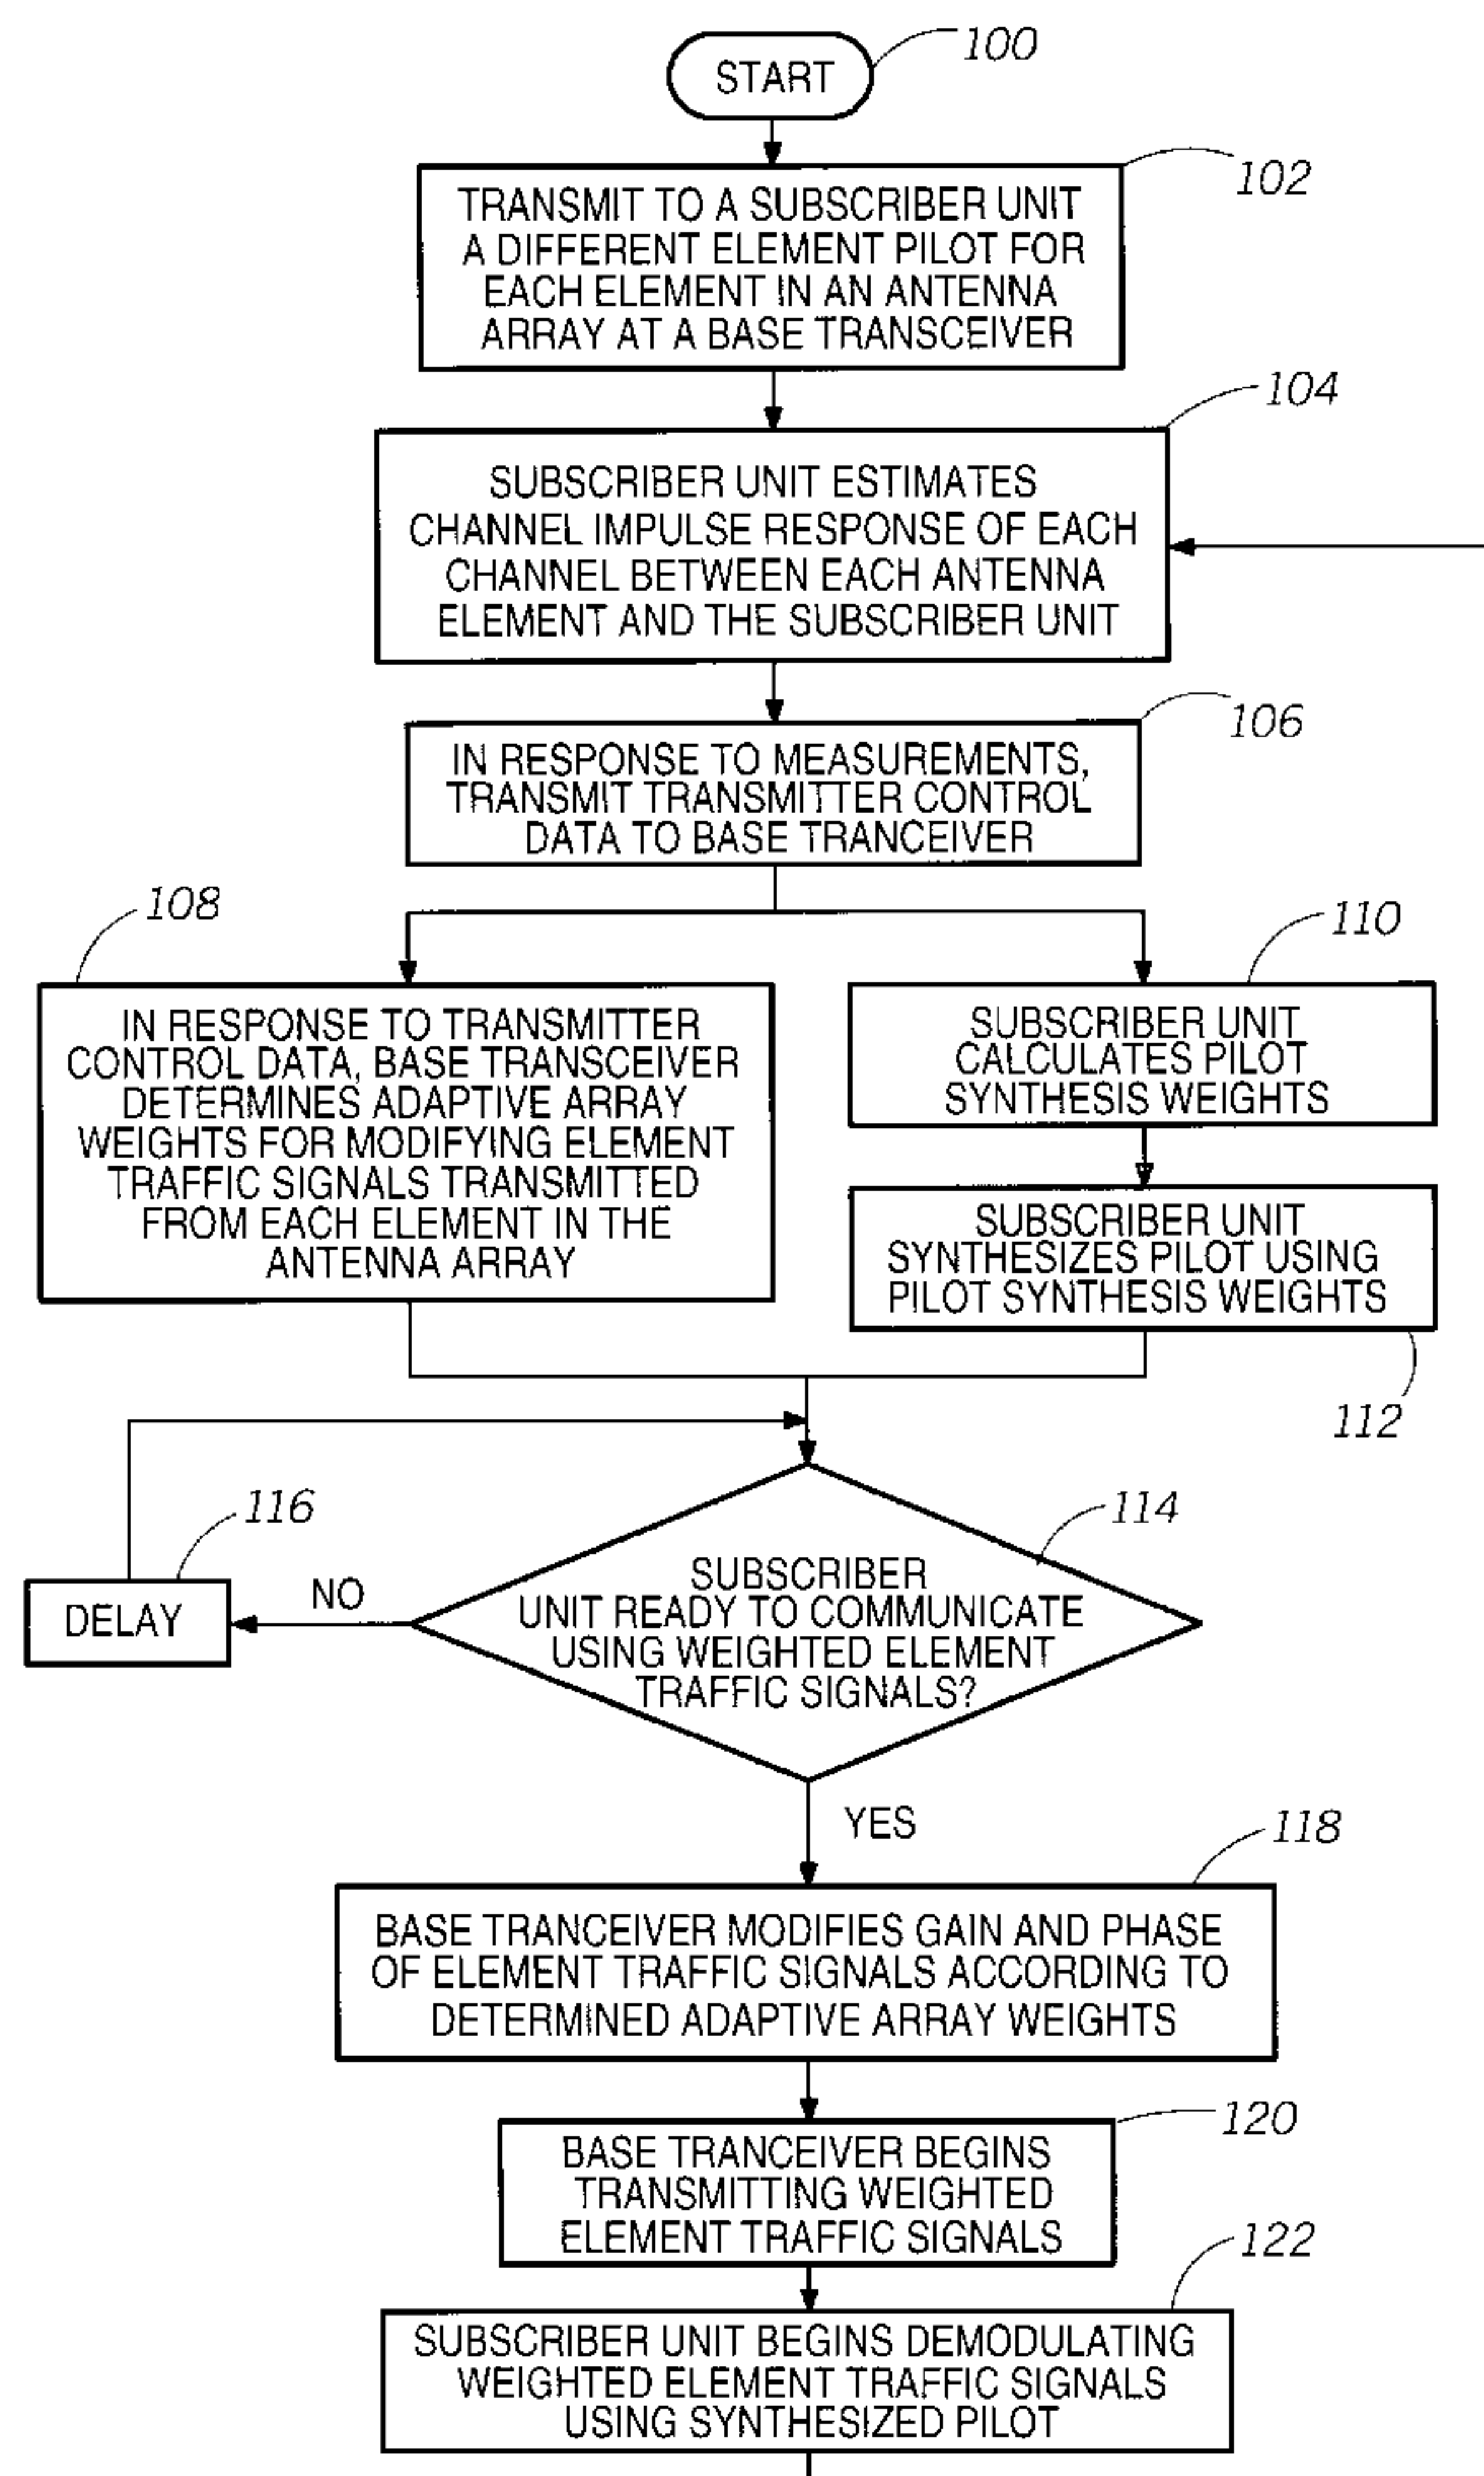 START
100
TRANSMIT TO A SUBSCRIBER UNIT
A DIFFERENT ELEMENT PILOT FOR
EACH ELEMENT IN AN ANTENNA
ARRAY AT A BASE TRANSCEIVER
102
SUBSCRIBER UNIT ESTIMATES
CHANNEL IMPULSE RESPONSE OF EACH
CHANNEL BETWEEN EACH ANTENNA
ELEMENT AND THE SUBSCRIBER UNIT
104
IN RESPONSE TO MEASUREMENTS,
TRANSMIT TRANSMITTER CONTROL
DATA TO BASE TRANCEIVER
106
108
IN RESPONSE TO TRANSMITTER
CONTROL DATA, BASE TRANSCEIVER
DETERMINES ADAPTIVE ARRAY
WEIGHTS FOR MODIFYING ELEMENT
TRAFFIC SIGNALS TRANSMITTED
FROM EACH ELEMENT IN THE
ANTENNA ARRAY
110
SUBSCRIBER UNIT
CALCULATES PILOT
SYNTHESIS WEIGHTS
SUBSCRIBER UNIT
SYNTHESIZES PILOT USING
PILOT SYNTHESIS WEIGHTS
112
116
DELAY
NO
114
SUBSCRIBER
UNIT READY TO COMMUNICATE
USING WEIGHTED ELEMENT
TRAFFIC SIGNALS?
YES
118
BASE TRANCEIVER MODIFIES GAIN AND PHASE
OF ELEMENT TRAFFIC SIGNALS ACCORDING TO
DETERMINED ADAPTIVE ARRAY WEIGHTS
120
BASE TRANCEIVER BEGINS
TRANSMITTING WEIGHTED
ELEMENT TRAFFIC SIGNALS
122
SUBSCRIBER UNIT BEGINS DEMODULATING
WEIGHTED ELEMENT TRAFFIC SIGNALS
USING SYNTHESIZED PILOT